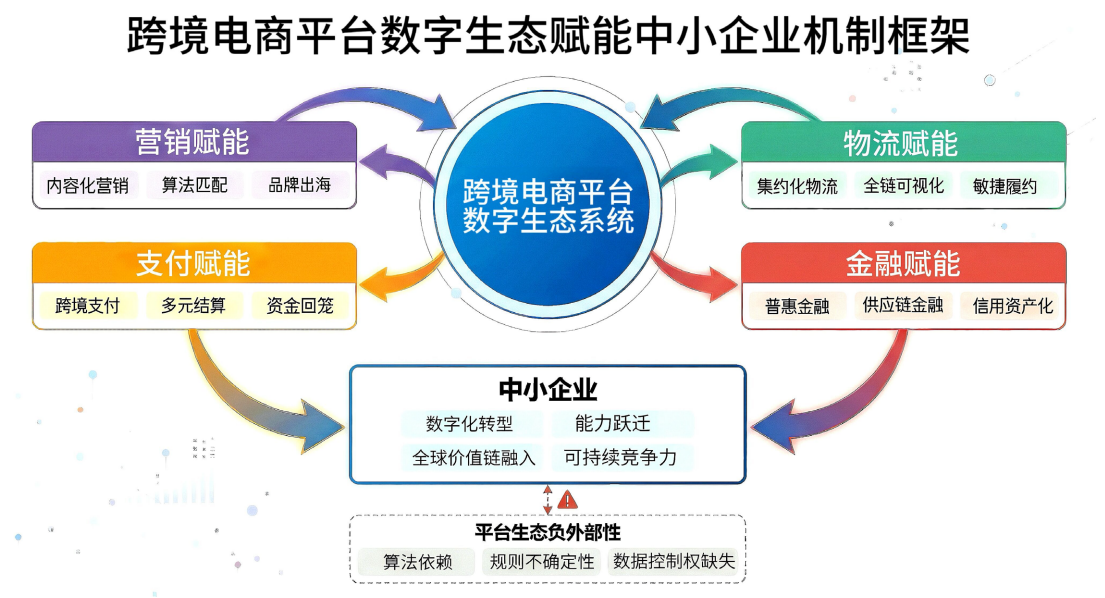 跨境电商平台数字生态赋能中小企业机制框架
营销赋能
内容化营销 算法匹配 品牌出海
物流赋能
集约化物流 全链可视化 敏捷履约
跨境电商平台
数字生态系统
支付赋能
跨境支付 多元结算 资金回笼
金融赋能
普惠金融 供应链金融 信用资产化
中小企业
数字化转型 能力跃迁
全球价值链融入 可持续竞争力
平台生态负外部性
算法依赖 规则不确定性 数据控制权缺失